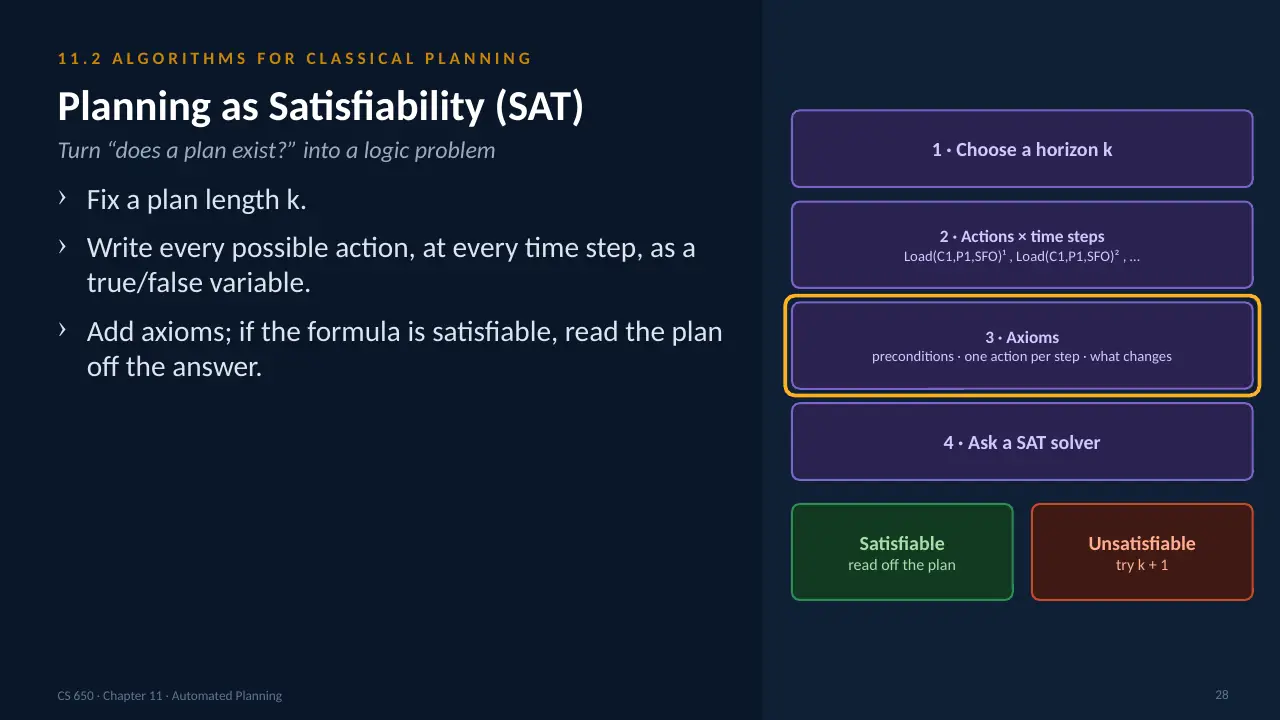 11.2 ALGORITHMS FOR CLASSICAL PLANNING
Planning as Satisfiability (SAT)
Turn “does a plan exist?” into a logic problem
› Fix a plan length k.
› Write every possible action, at every time step, as a
true/false variable.
› Add axioms; if the formula is satisfiable, read the plan
off the answer.
1 · Choose a horizon k
2 · Actions × time steps
Load(C1,P1,SFO)¹ , Load(C1,P1,SFO)² , …
3 · Axioms
preconditions · one action per step · what changes
4 · Ask a SAT solver
Satisfiable
read off the plan
Unsatisfiable
try k + 1
CS 650 · Chapter 11 · Automated Planning
28